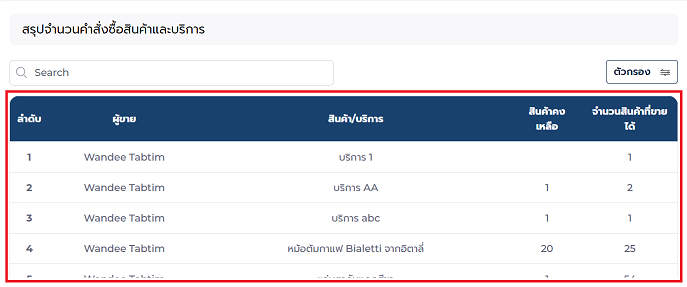 สรุปจำนวนคำสั่งซื้อสินค้าและบริการ
Search ตัวกรอง
ลำดับ ผู้ขาย สินค้า/บริการ สินค้าคงเหลือ จำนวนสินค้าที่ขายได้
1 Wandee Tabtim บริการ 1 1
2 Wandee Tabtim บริการ AA 1 2
3 Wandee Tabtim บริการ abc 1 1
4 Wandee Tabtim หม้อต้มกาแฟ Bialetti จากอิตาลี่ 20 25
Wandee Tabtim